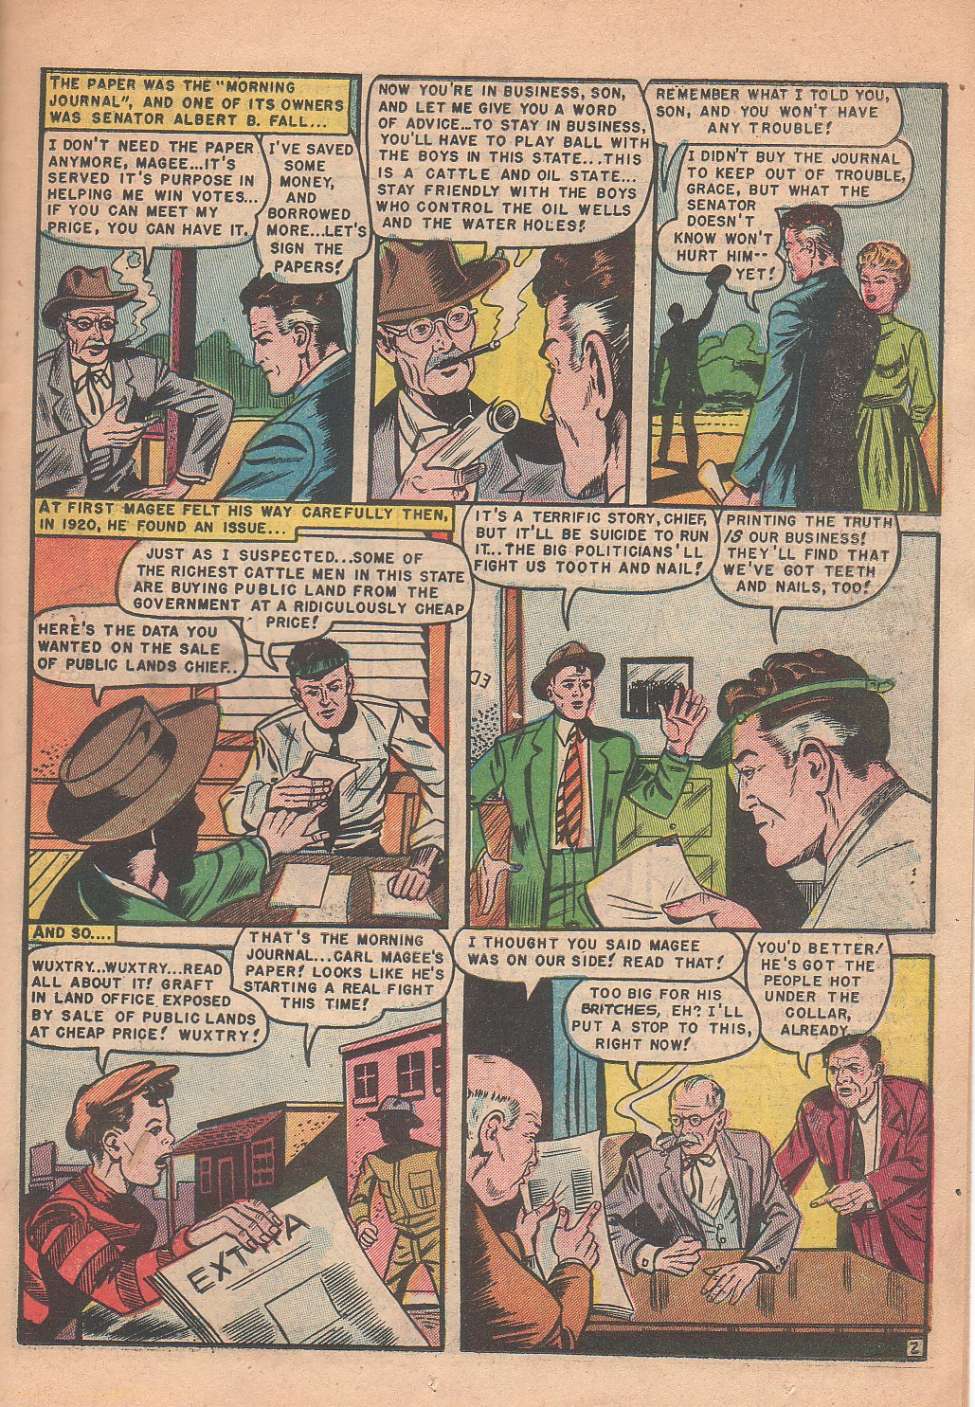 THE PAPER WAS THE "MORNING
JOURNAL", AND ONE OF ITS OWNERS
WAS SENATOR ALBERT B. FALL...
I DON'T NEED THE PAPER
ANYMORE, MAGEE...IT'S
SERVED IT'S PURPOSE IN
HELPING ME WIN VOTES...
IF YOU CAN MEET MY
PRICE, YOU CAN HAVE IT.
I'VE SAVED
SOME
MONEY,
AND
BORROWED
MORE...LET'S
SIGN THE
PAPERS!
NOW YOU'RE IN BUSINESS, SON,
AND LET ME GIVE YOU A WORD
OF ADVICE...TO STAY IN BUSINESS,
YOU'LL HAVE TO PLAY BALL WITH
THE BOYS IN THIS STATE...THIS
IS A CATTLE AND OIL STATE...
STAY FRIENDLY WITH THE BOYS
WHO CONTROL THE OIL WELLS
AND THE WATER HOLES!
REMEMBER WHAT I TOLD YOU,
SON, AND YOU WON'T HAVE
ANY TROUBLE!
I DIDN'T BUY THE JOURNAL
TO KEEP OUT OF TROUBLE,
GRACE, BUT WHAT THE
SENATOR
DOESN'T
KNOW WON'T
HURT HIM--
YET!
AT FIRST MAGEE FELT HIS WAY CAREFULLY THEN,
IN 1920, HE FOUND AN ISSUE...
JUST AS I SUSPECTED...SOME OF
THE RICHEST CATTLE MEN IN THIS STATE
ARE BUYING PUBLIC LAND FROM THE
GOVERNMENT AT A RIDICULOUSLY CHEAP
PRICE!
HERE'S THE DATA YOU
WANTED ON THE SALE
OF PUBLIC LANDS CHIEF..
IT'S A TERRIFIC STORY, CHIEF,
BUT IT'LL BE SUICIDE TO RUN
IT...THE BIG POLITICIANS'LL
FIGHT US TOOTH AND NAIL!
PRINTING THE TRUTH
IS OUR BUSINESS!
THEY'LL FIND THAT
WE'VE GOT TEETH
AND NAILS, TOO!
ED
AND SO....
WUXTRY...WUXTRY...READ
ALL ABOUT IT! GRAFT
IN LAND OFFICE EXPOSED
BY SALE OF PUBLIC LANDS
AT CHEAP PRICE! WUXTRY!
THAT'S THE MORNING
JOURNAL...CARL MAGEE'S
PAPER! LOOKS LIKE HE'S
STARTING A REAL FIGHT
THIS TIME!
EXTRA
I THOUGHT YOU SAID MAGEE
WAS ON OUR SIDE! READ THAT!
TOO BIG FOR HIS
BRITCHES, EH? I'LL
PUT A STOP TO THIS,
RIGHT NOW!
YOU'D BETTER!
HE'S GOT THE
PEOPLE HOT
UNDER THE
COLLAR,
ALREADY...
2